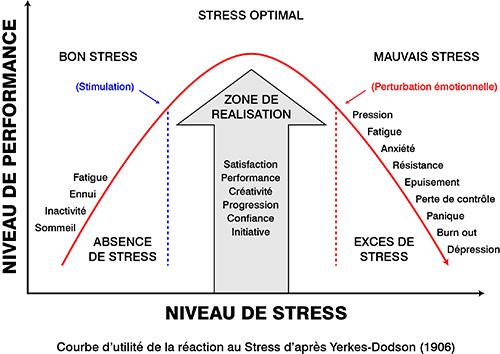 STRESS OPTIMAL
BON STRESS
(Stimulation)
MAUVAIS STRESS
(Perturbation émotionnelle)
ZONE DE
REALISATION
Satisfaction
Performance
Créativité
Progression
Confiance
Initiative
Fatigue
Ennui
Inactivité
Sommeil
ABSENCE
DE STRESS
Pression
Fatigue
Anxiété
Résistance
Epuisement
Perte de contrôle
Panique
Burn out
Dépression
EXCES DE
STRESS
NIVEAU DE PERFORMANCE
NIVEAU DE STRESS
Courbe d'utilité de la réaction au Stress d'après Yerkes-Dodson (1906)